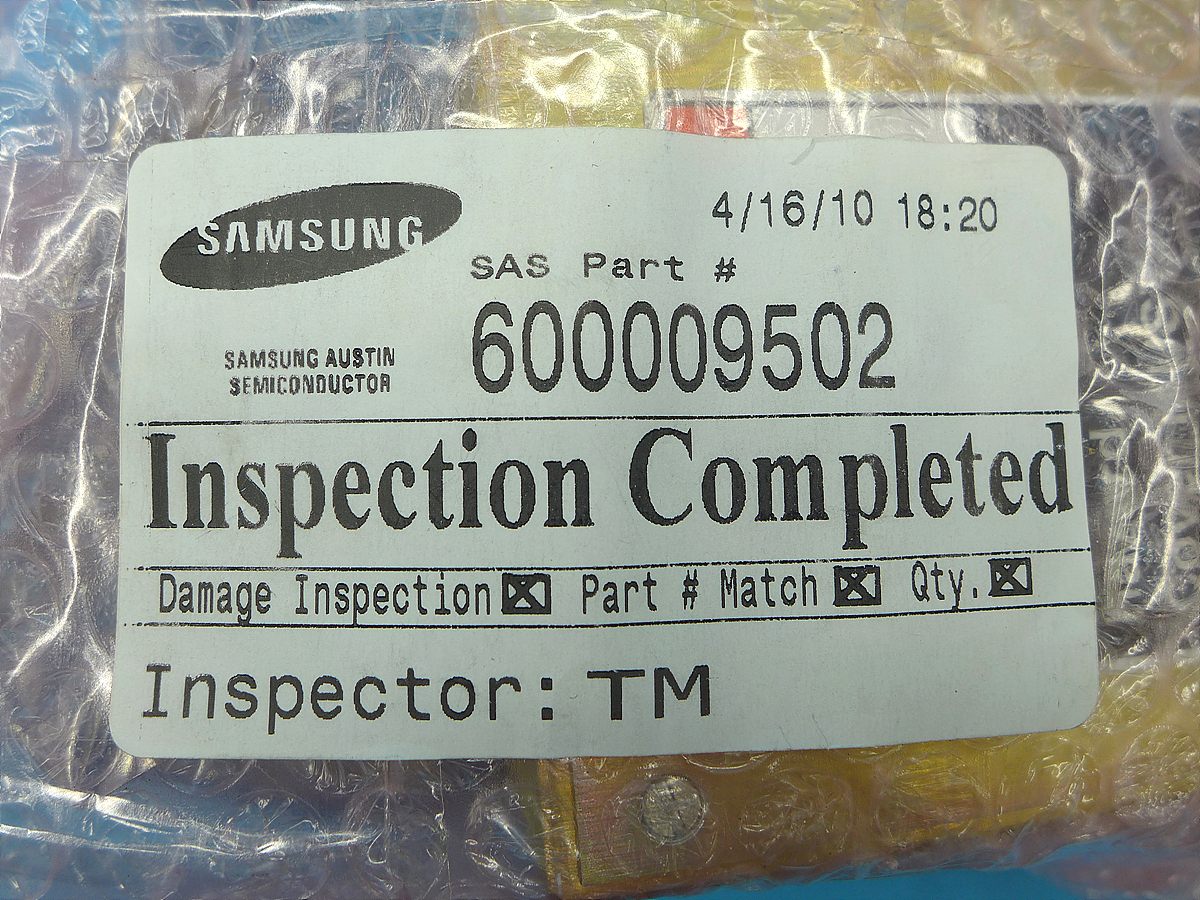 SAMSUNG
4/16/10 18:20
SAS Part #
600009502
SAMSUNG AUSTIN
SEMICONDUCTOR
Inspection Completed
Damage Inspection ☒ Part # Match ☒ Qty. ☒
Inspector: TM